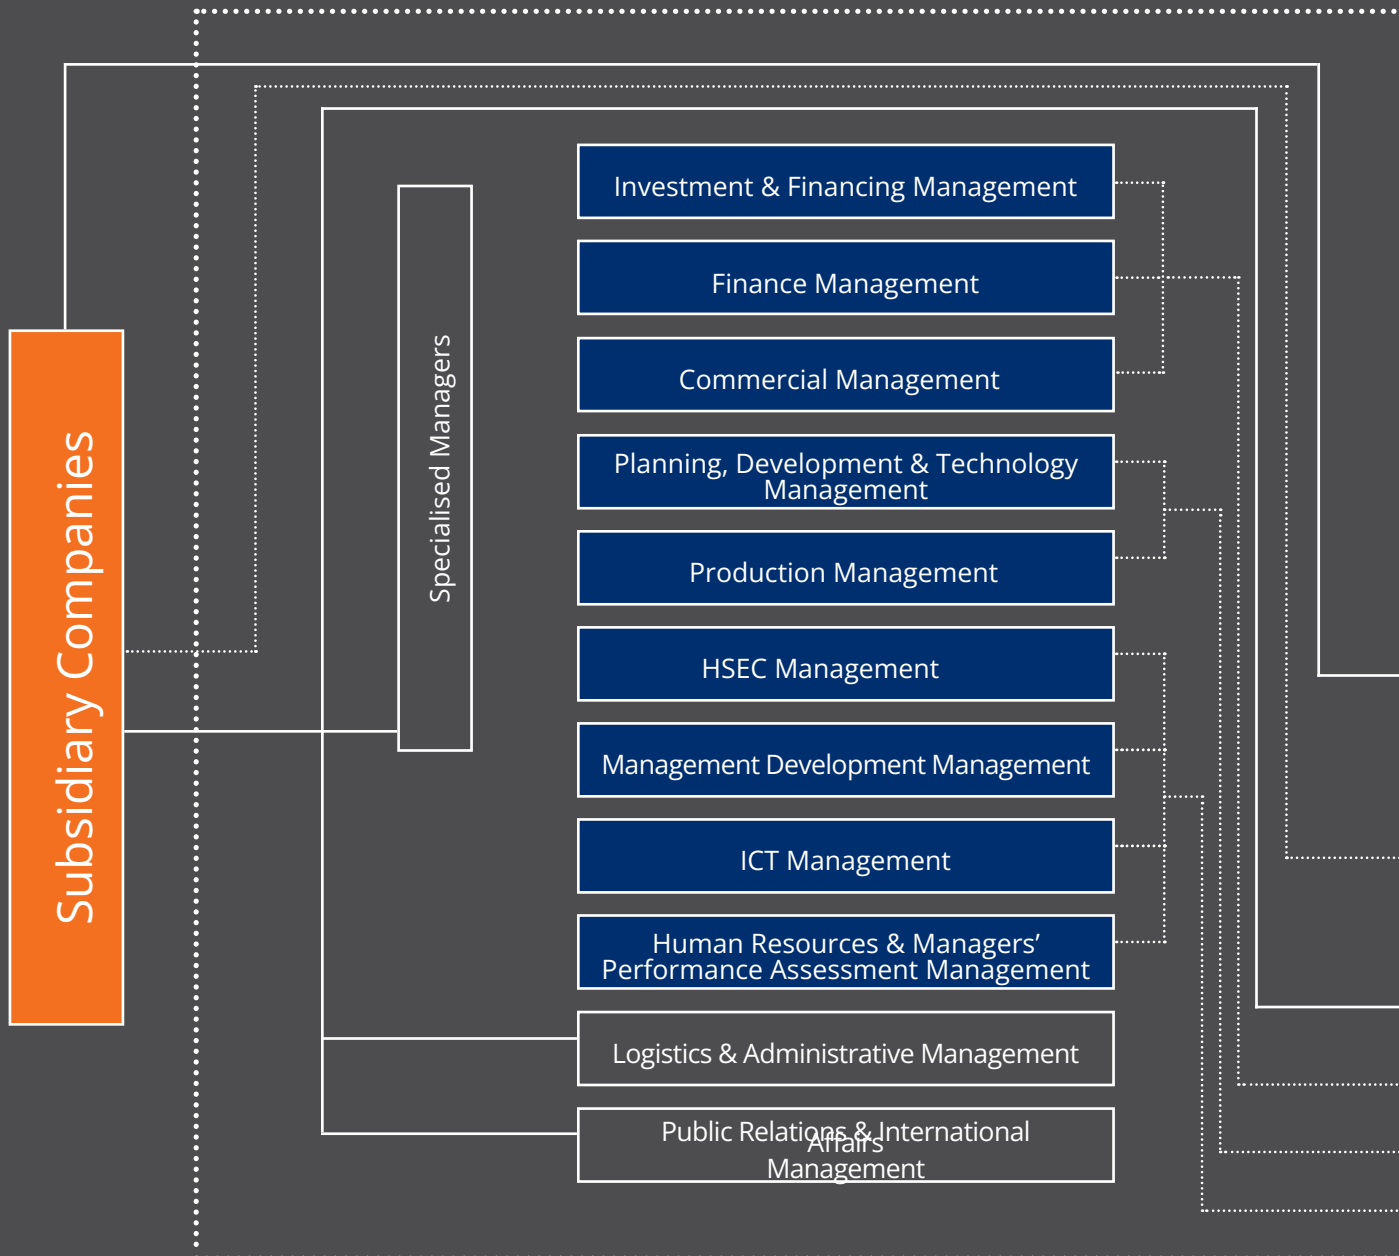 Subsidiary Companies
Specialised Managers
Investment & Financing Management
Finance Management
Commercial Management
Planning, Development & Technology
Management
Production Management
HSEC Management
Management Development Management
ICT Management
Human Resources & Managers’
Performance Assessment Management
Logistics & Administrative Management
Public Relations & International
Affairs
Management